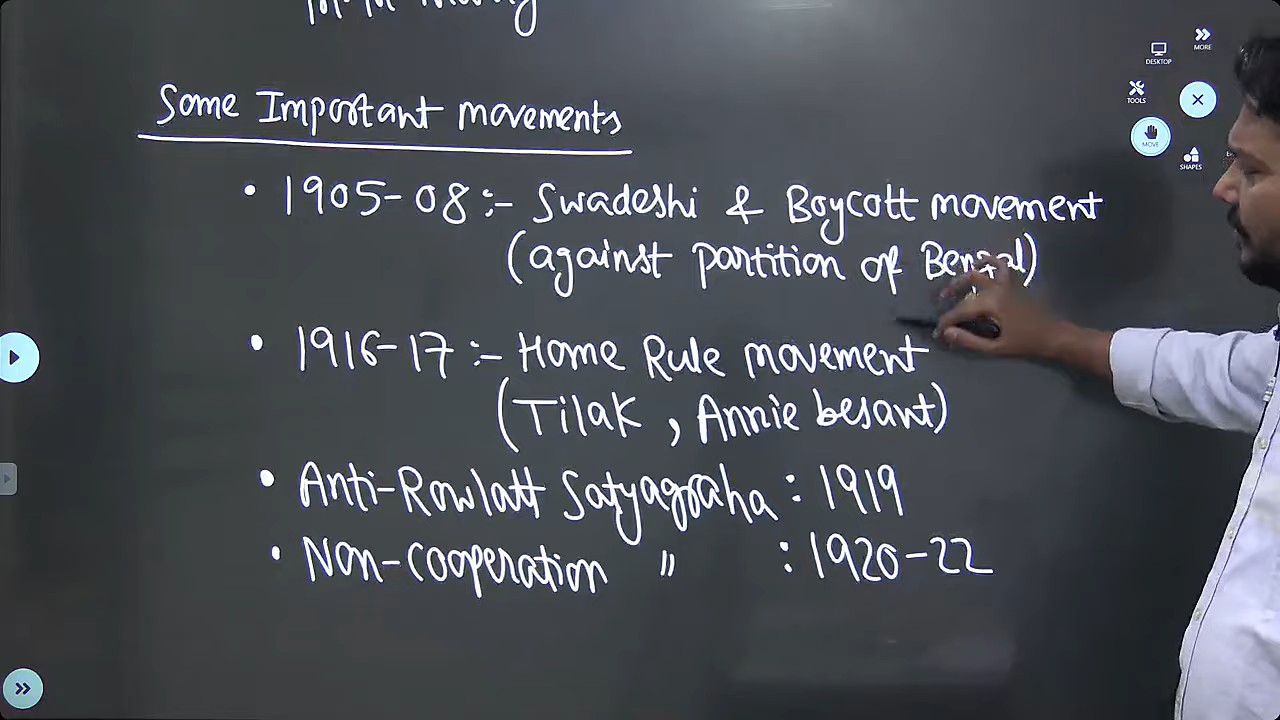 Some Important movements
• 1905-08 :- Swadeshi & Boycott movement
(against partition of Bengal)
• 1916-17 :- Home Rule movement
(Tilak, Annie besant)
• Anti-Rowlatt Satyagraha : 1919
• Non-Cooperation " : 1920-22
DESKTOP
MORE
TOOLS
MOVE
SHAPES